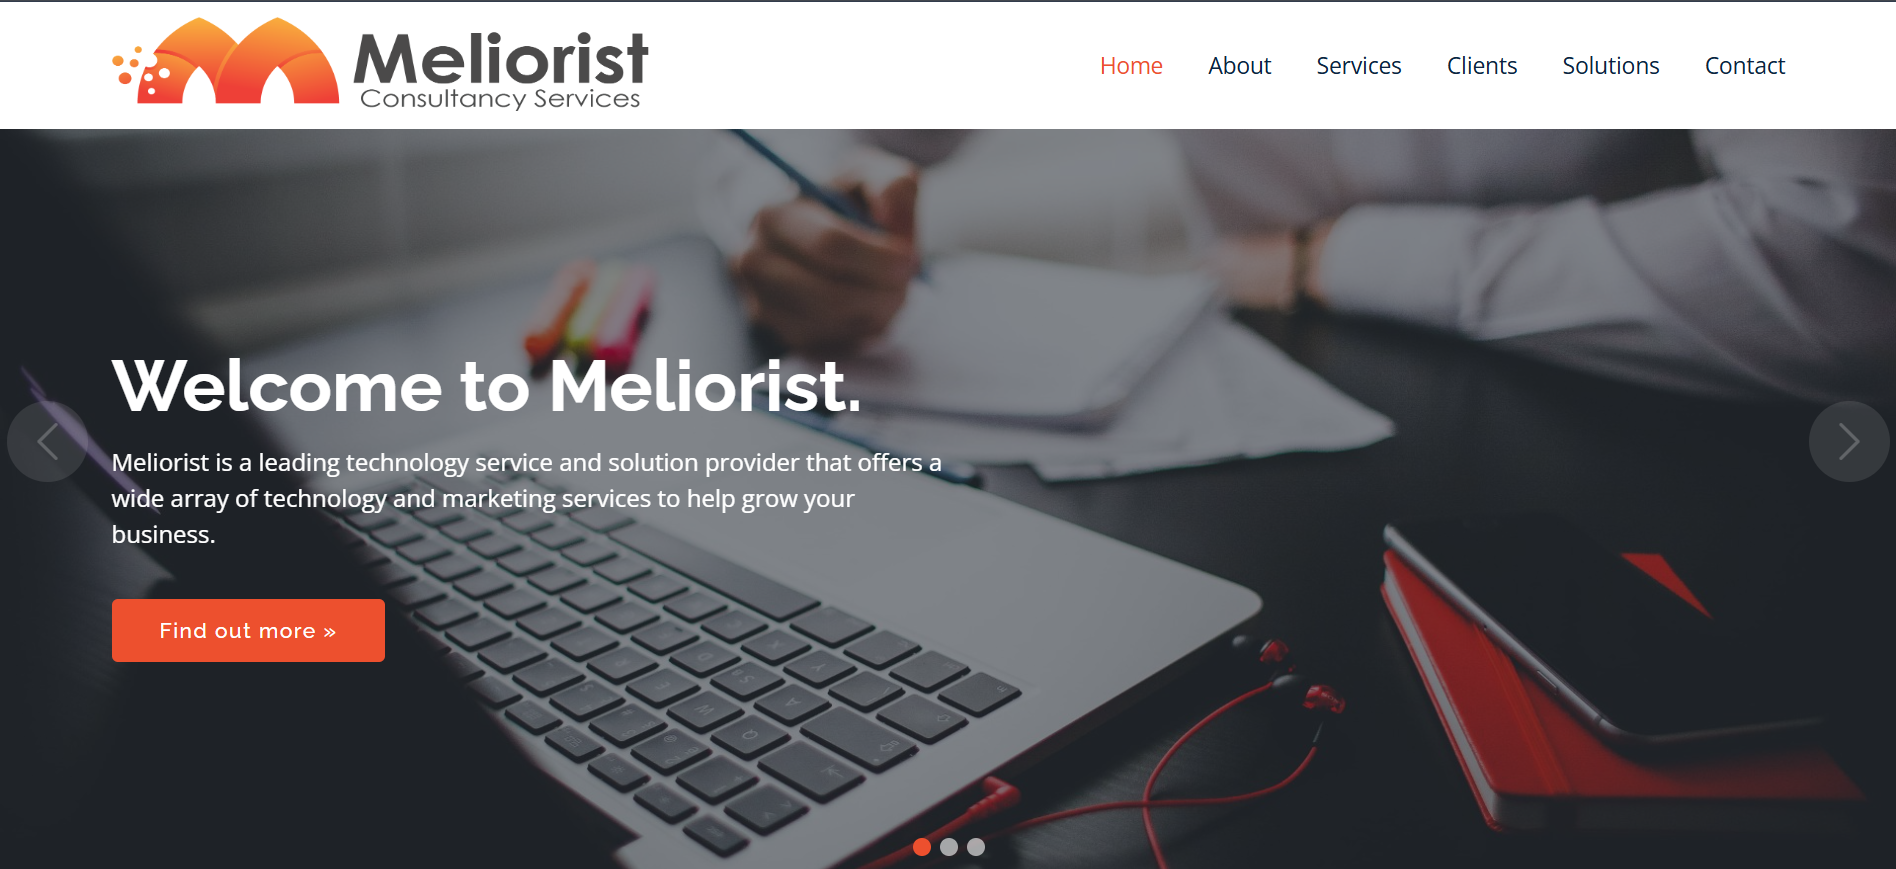 Meliorist
Consultancy Services
Home About Services Clients Solutions Contact
Welcome to Meliorist.
Meliorist is a leading technology service and solution provider that offers a
wide array of technology and marketing services to help grow your
business.
Find out more »